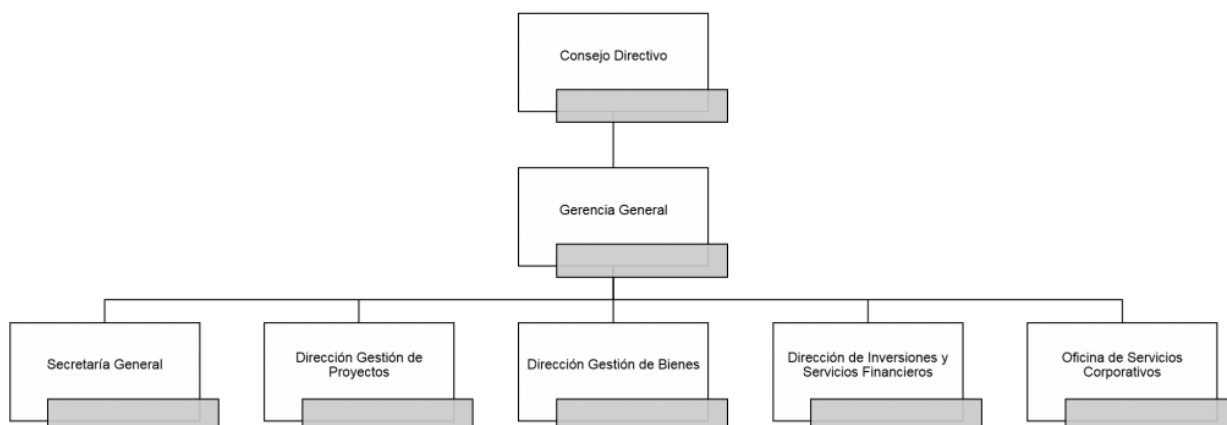 Consejo Directivo
Gerencia General
Secretaría General
Dirección Gestión de
Proyectos
Dirección Gestión de Bienes
Dirección de Inversiones y
Servicios Financieros
Oficina de Servicios
Corporativos